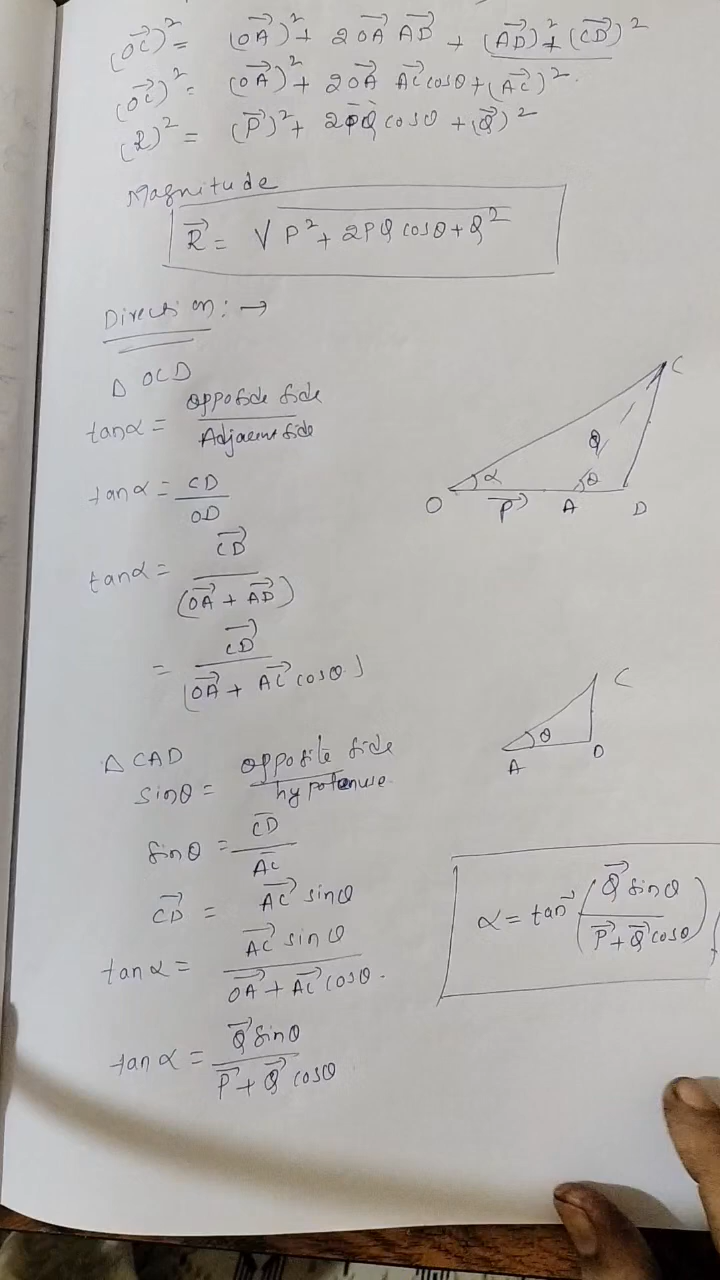 (OC⃗)² = (OA⃗)² + 2OA⃗ AD⃗ + (AD⃗)² + (CD⃗)²
(OC⃗)² = (OA⃗)² + 2OA⃗ AC⃗ cosθ + (AC⃗)².
(R)² = (P⃗)² + 2P⃗Q⃗ cosθ + (Q⃗)²
Magnitude
R⃗ = √P² + 2PQ cosθ + Q²
Direction : →
Δ OCD
tanα = opposide side / Adjacent side
tanα = CD / OD
tanα = CD⃗ / (OA⃗ + AD⃗)
= CD⃗ / (OA⃗ + AC⃗ cosθ)
Δ CAD
sinθ = opposite side / hypotenuse.
sinθ = CD⃗ / AC
CD⃗ = AC⃗ sinθ
tanα = AC⃗ sinθ / OA⃗ + AC⃗ cosθ.
tanα = Q⃗ sinθ / P⃗ + Q⃗ cosθ
C
Q
α θ
O P⃗ A D
C
θ
A D
α = tan⁻¹ (Q⃗ sinθ / P⃗ + Q⃗ cosθ)